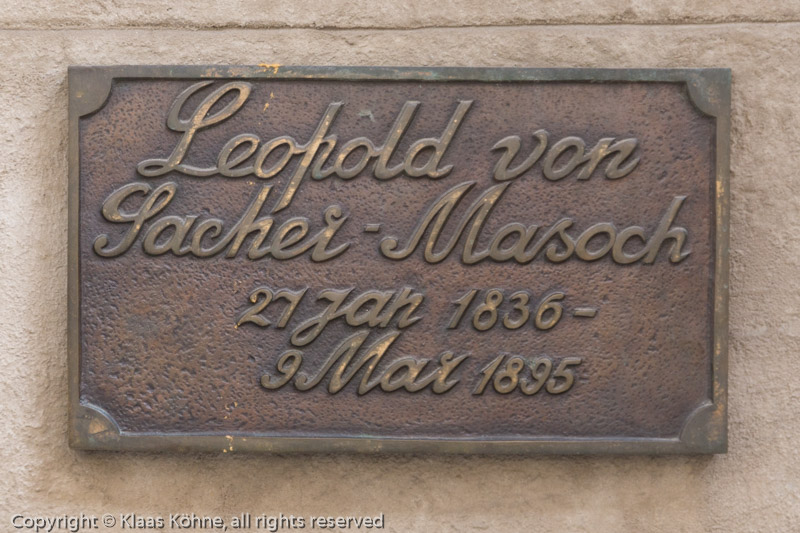 Leopold von
Sacher-Masoch
27 Jan 1836-
9 Mar 1895
Copyright © Klaas Köhne, all rights reserved